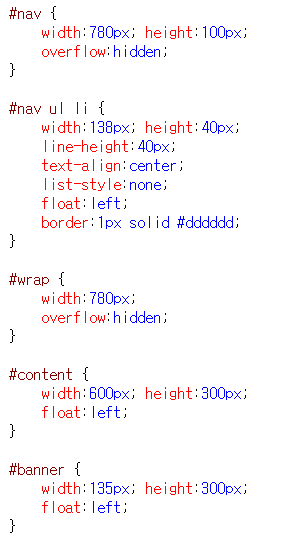 #nav {
    width:780px; height:100px;
    overflow:hidden;
}

#nav ul li {
    width:138px; height:40px;
    line-height:40px;
    text-align:center;
    list-style:none;
    float:left;
    border:1px solid #dddddd;
}

#wrap {
    width:780px;
    overflow:hidden;
}

#content {
    width:600px; height:300px;
    float:left;
}

#banner {
    width:135px; height:300px;
    float:left;
}